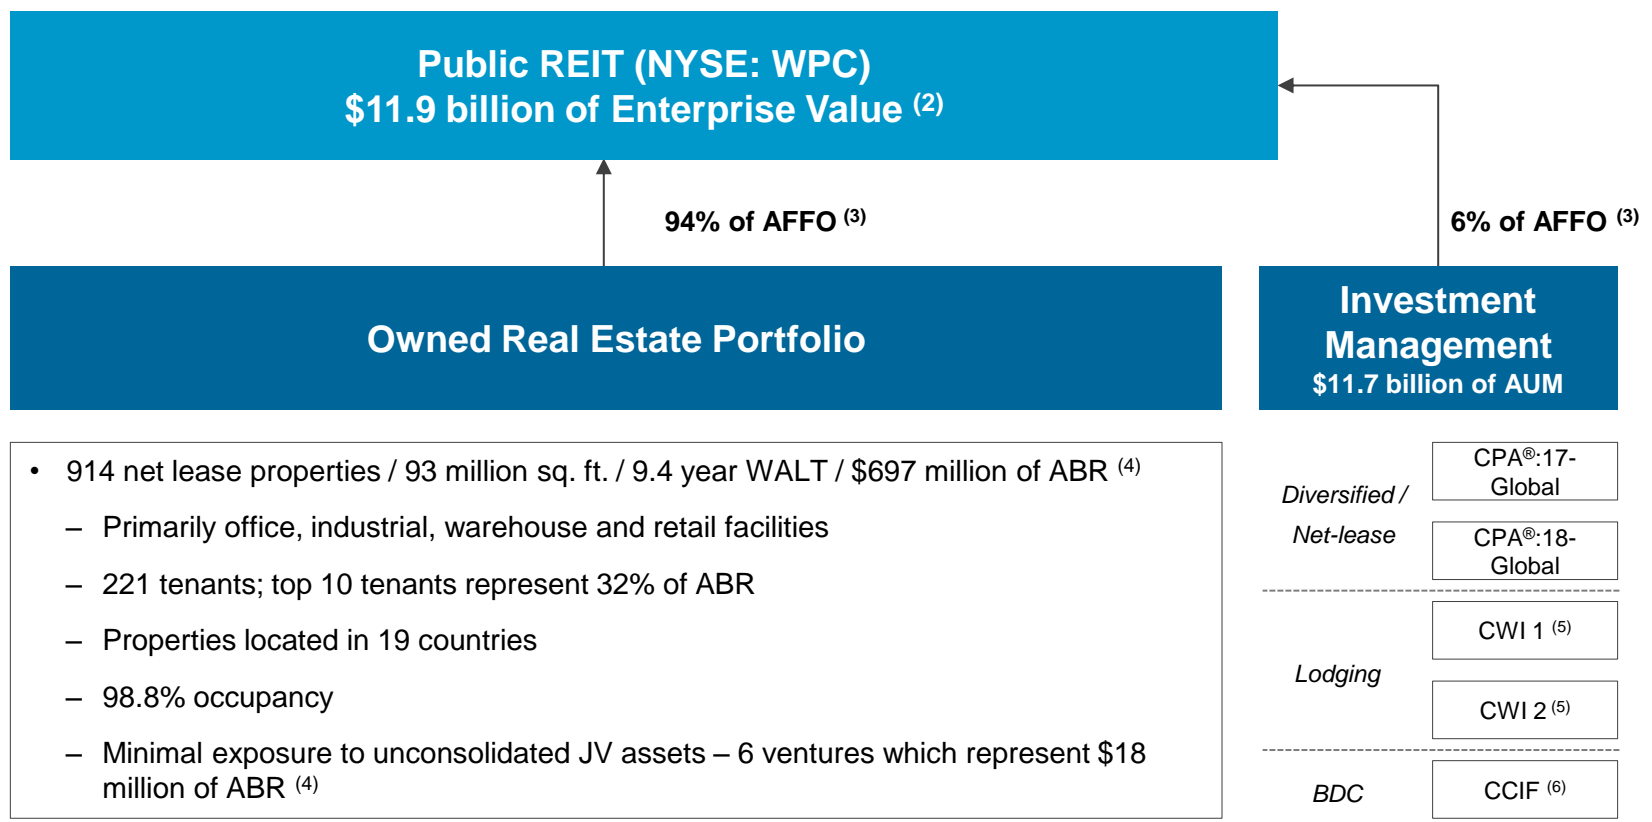 Public REIT (NYSE: WPC)
$11.9 billion of Enterprise Value (2)
94% of AFFO (3)
6% of AFFO (3)
Owned Real Estate Portfolio
Investment
Management
$11.7 billion of AUM
• 914 net lease properties / 93 million sq. ft. / 9.4 year WALT / $697 million of ABR (4)
– Primarily office, industrial, warehouse and retail facilities
– 221 tenants; top 10 tenants represent 32% of ABR
– Properties located in 19 countries
– 98.8% occupancy
– Minimal exposure to unconsolidated JV assets – 6 ventures which represent $18
million of ABR (4)
Diversified /
Net-lease
CPA®:17-
Global
CPA®:18-
Global
Lodging
CWI 1 (5)
CWI 2 (5)
BDC
CCIF (6)